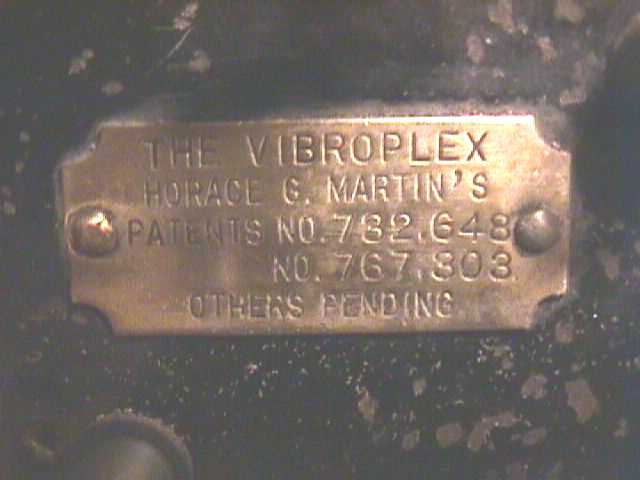 THE VIBROPLEX
HORACE G. MARTIN'S
PATENTS NO. 732,648
NO. 767,303
OTHERS PENDING